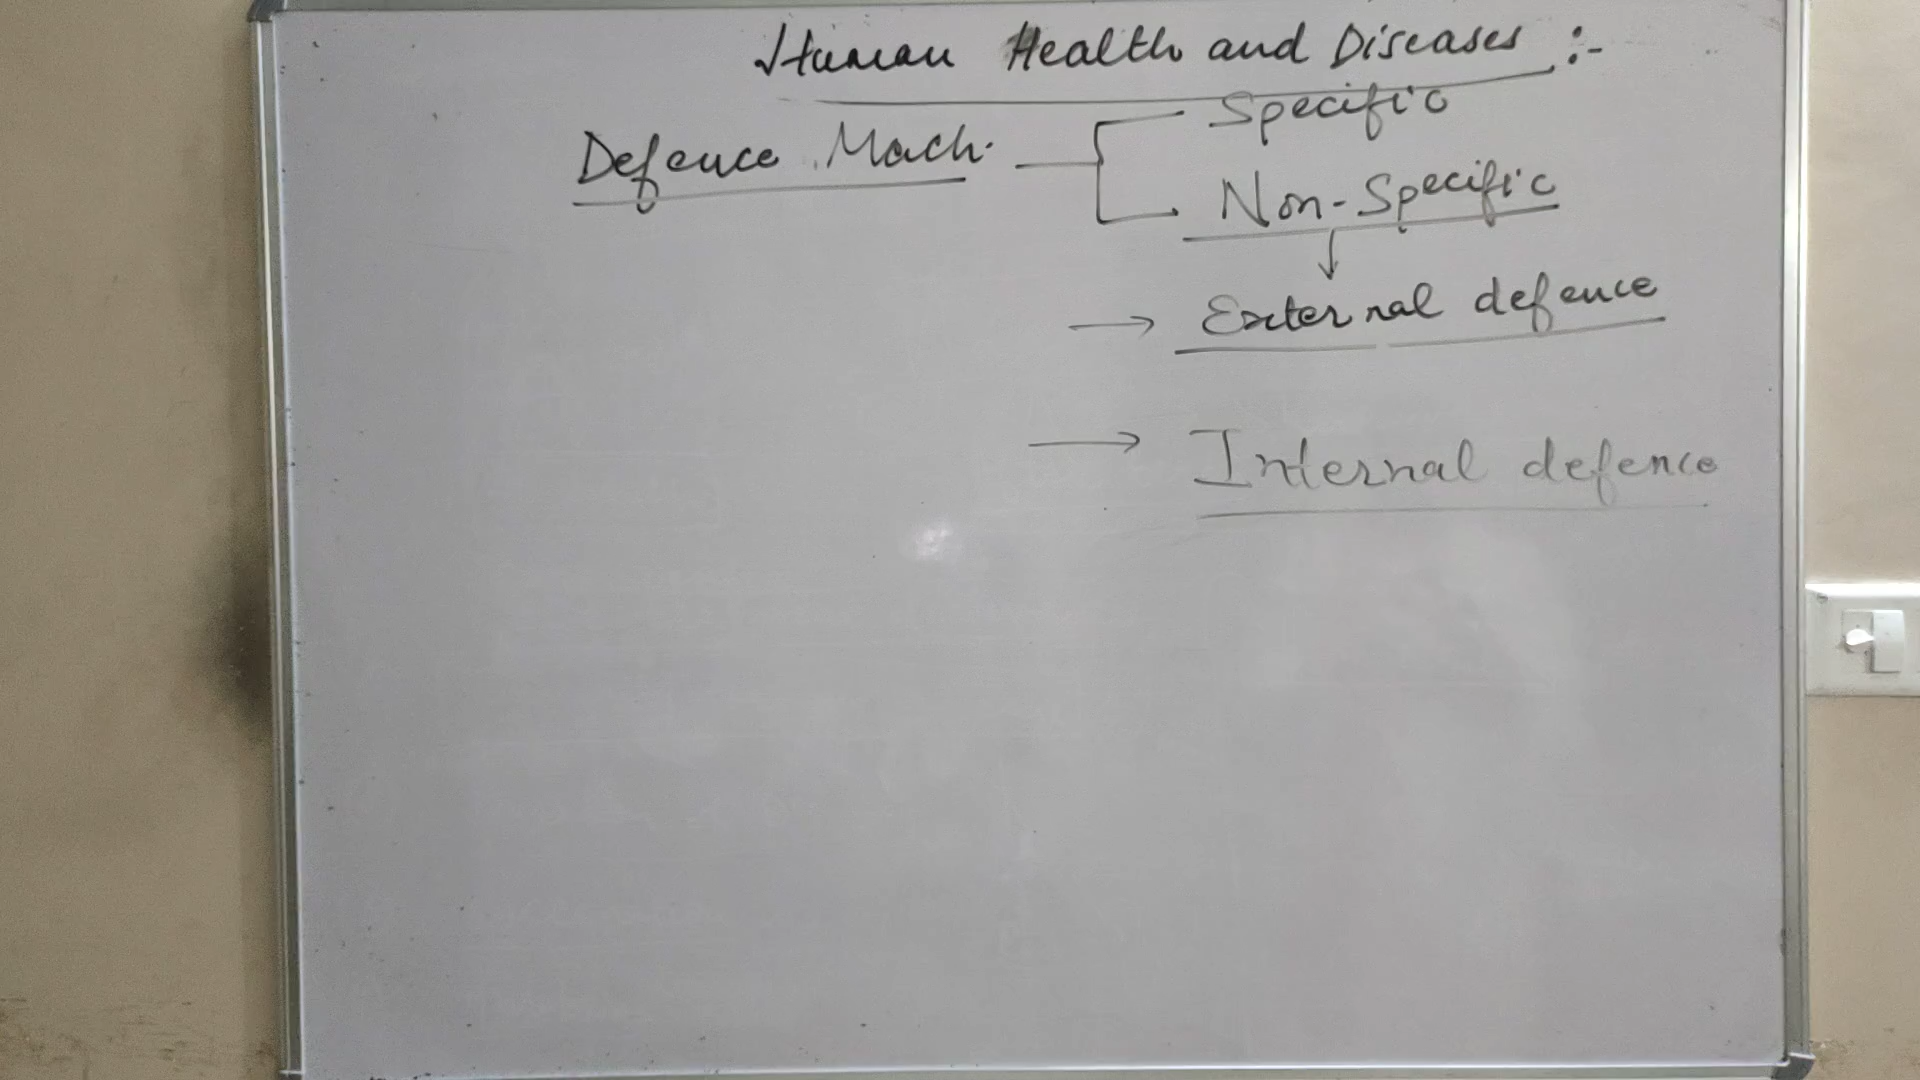 Human Health and Diseases :-
Defence Mach. Specific
Non-Specific
↓
→ External defence
→ Internal defence